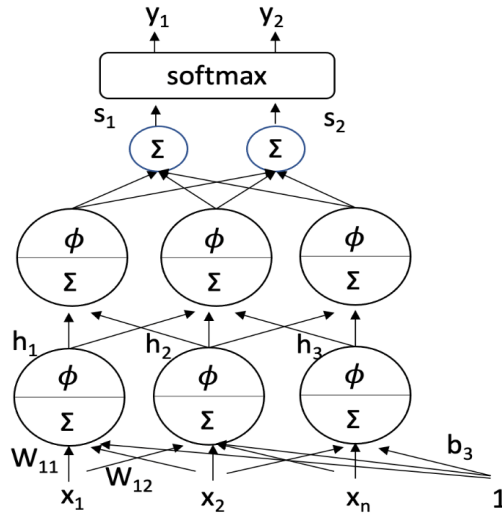 y₁ y₂
softmax
s₁ s₂
Σ Σ
ϕ ϕ ϕ
Σ Σ Σ
h₁ h₂ h₃
ϕ ϕ ϕ
Σ Σ Σ
W₁₁ W₁₂ b₃
x₁ x₂ xₙ 1